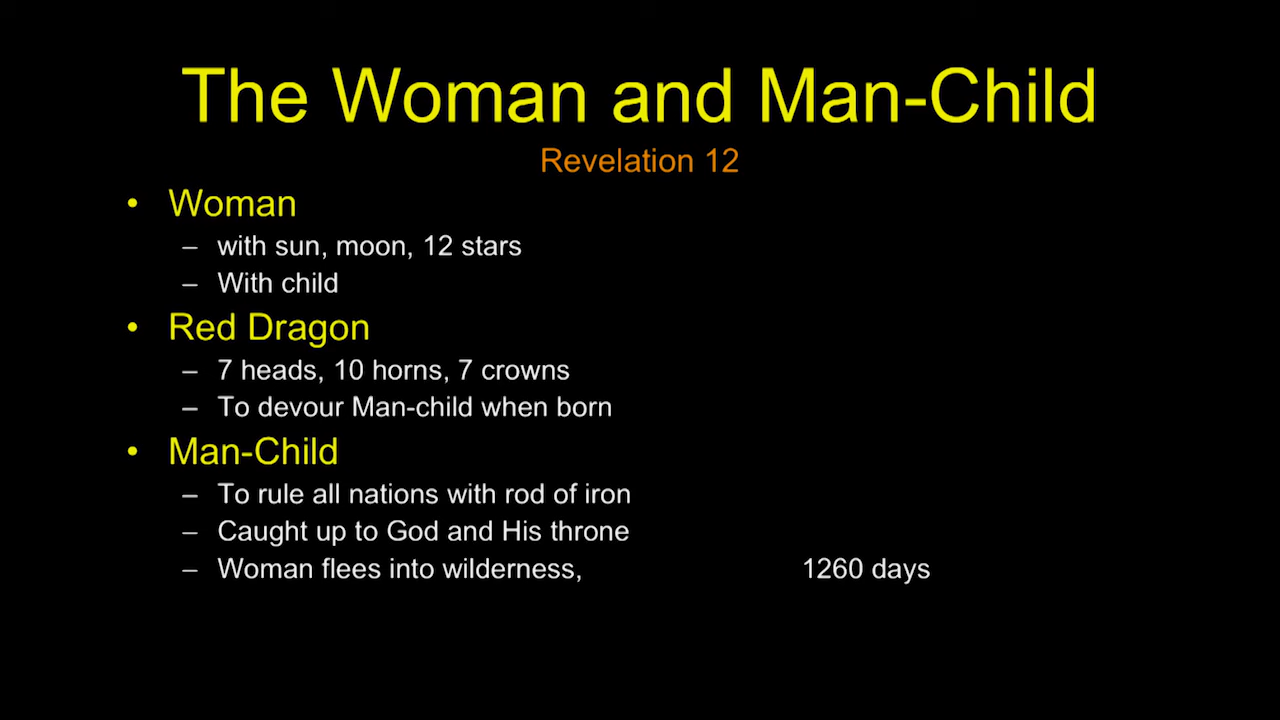 The Woman and Man-Child
Revelation 12
• Woman
– with sun, moon, 12 stars
– With child
• Red Dragon
– 7 heads, 10 horns, 7 crowns
– To devour Man-child when born
• Man-Child
– To rule all nations with rod of iron
– Caught up to God and His throne
– Woman flees into wilderness, 1260 days